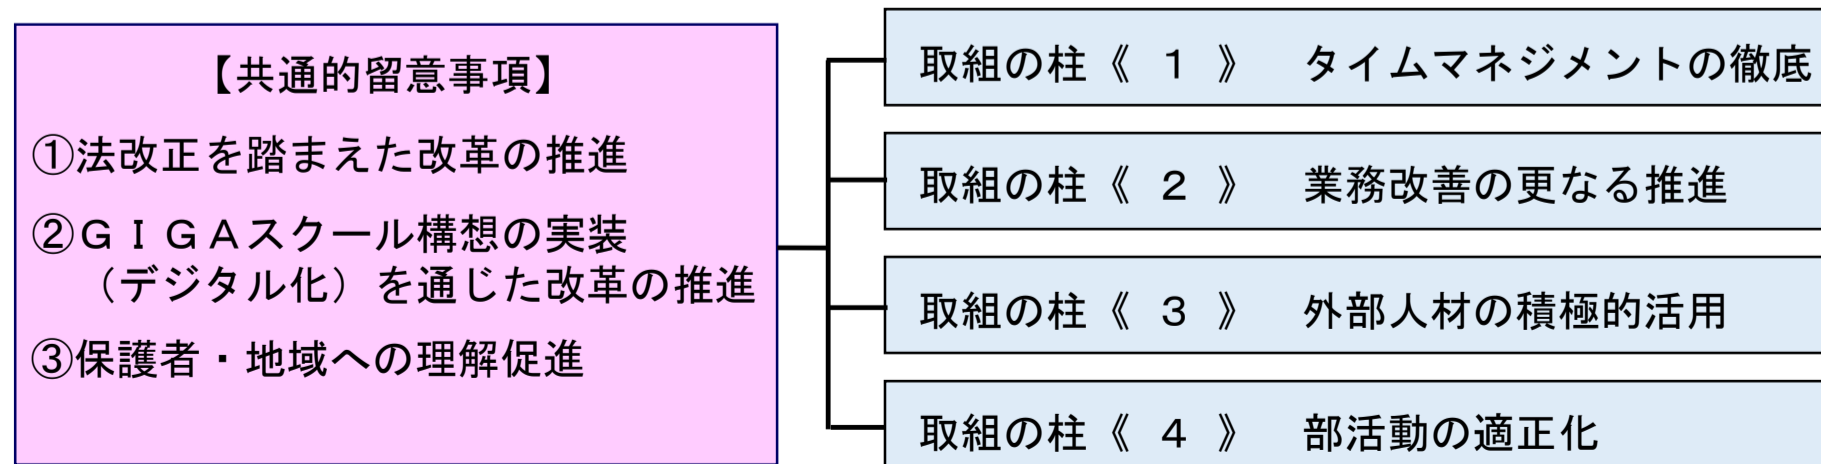 【共通的留意事項】
①法改正を踏まえた改革の推進
②ＧＩＧＡスクール構想の実装
（デジタル化）を通じた改革の推進
③保護者・地域への理解促進
取組の柱《　１　》　タイムマネジメントの徹底
取組の柱《　２　》　業務改善の更なる推進
取組の柱《　３　》　外部人材の積極的活用
取組の柱《　４　》　部活動の適正化